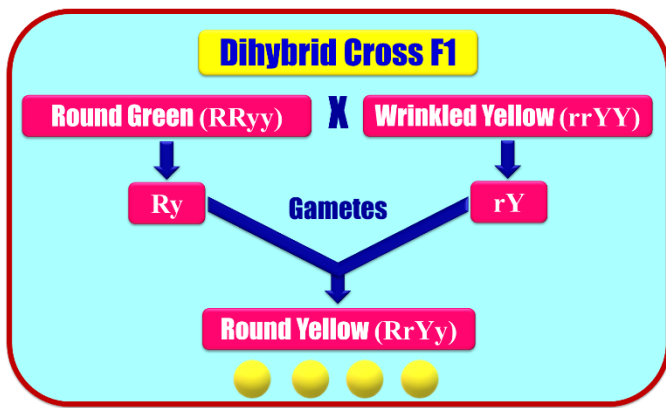 Dihybrid Cross F1
Round Green (RRyy) X Wrinkled Yellow (rrYY)
Ry Gametes rY
Round Yellow (RrYy)